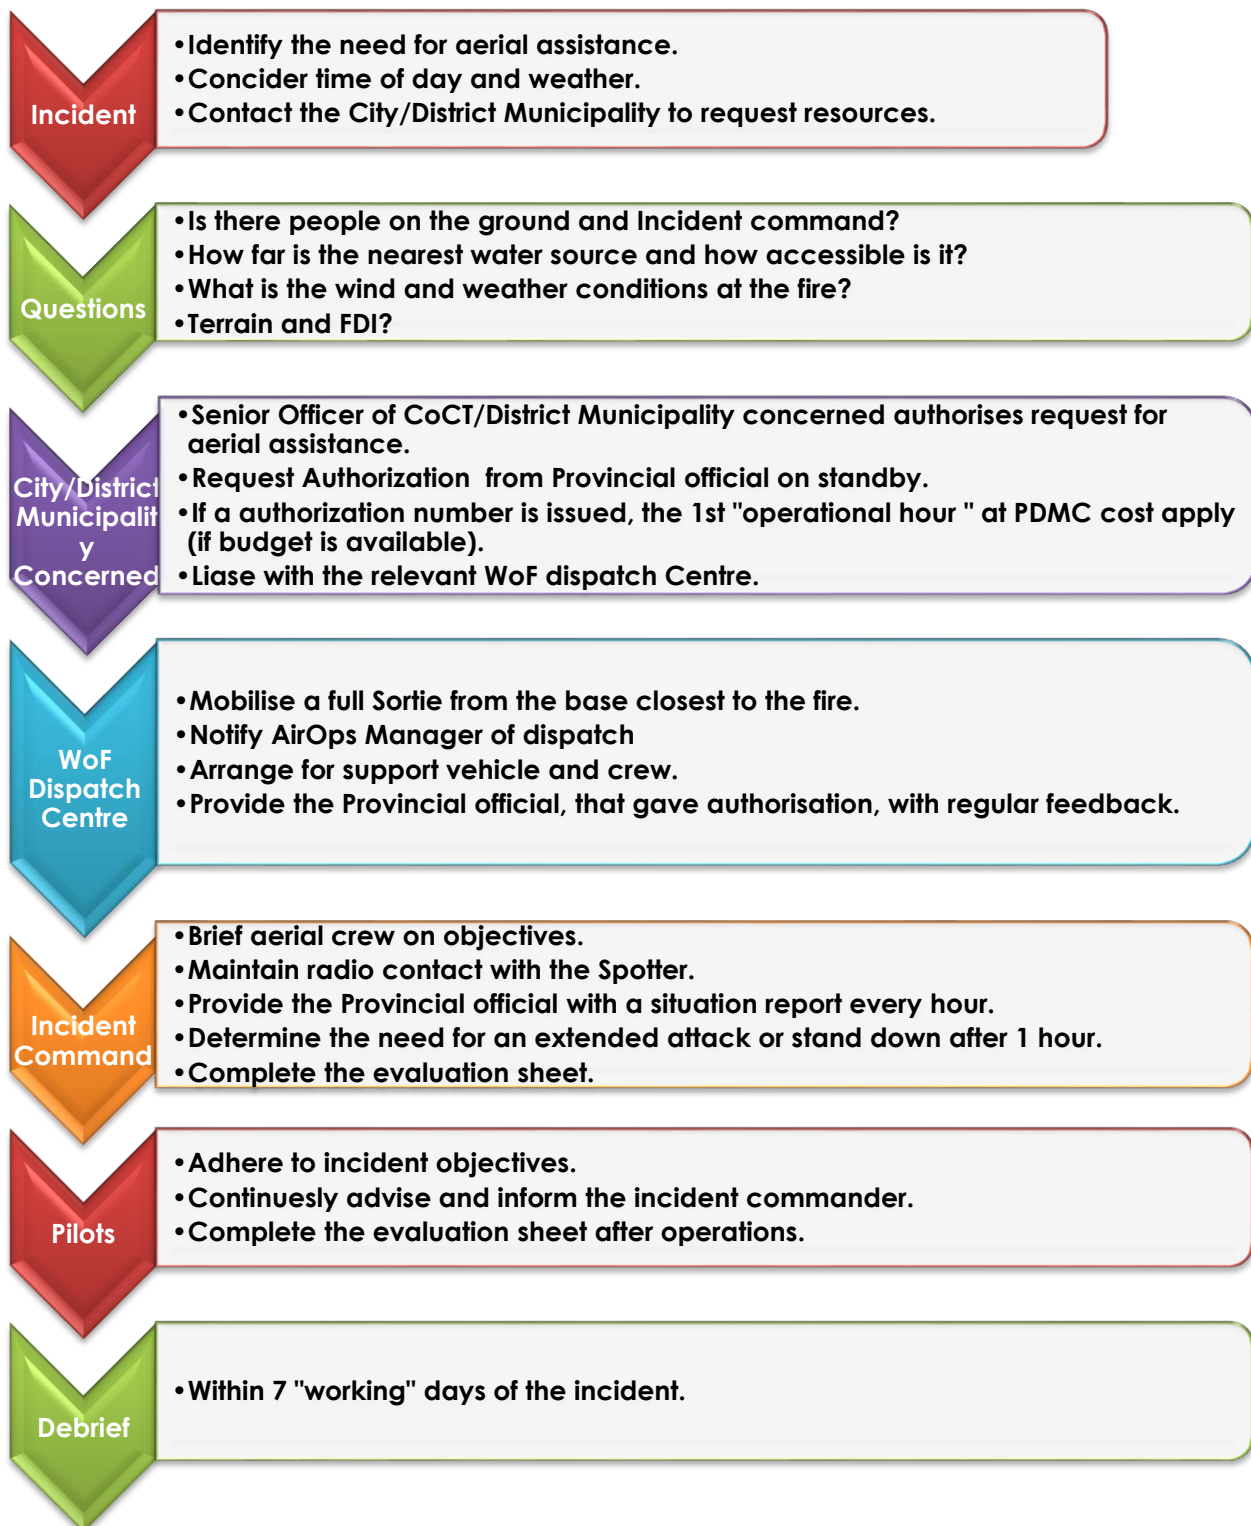 Incident
•Identify the need for aerial assistance.
•Concider time of day and weather.
•Contact the City/District Municipality to request resources.
Questions
•Is there people on the ground and Incident command?
•How far is the nearest water source and how accessible is it?
•What is the wind and weather conditions at the fire?
•Terrain and FDI?
City/District
Municipalit
y
Concerned
•Senior Officer of CoCT/District Municipality concerned authorises request for
aerial assistance.
•Request Authorization  from Provincial official on standby.
•If a authorization number is issued, the 1st "operational hour " at PDMC cost apply
(if budget is available).
•Liase with the relevant WoF dispatch Centre.
WoF
Dispatch
Centre
•Mobilise a full Sortie from the base closest to the fire.
•Notify AirOps Manager of dispatch
•Arrange for support vehicle and crew.
•Provide the Provincial official, that gave authorisation, with regular feedback.
Incident
Command
•Brief aerial crew on objectives.
•Maintain radio contact with the Spotter.
•Provide the Provincial official with a situation report every hour.
•Determine the need for an extended attack or stand down after 1 hour.
•Complete the evaluation sheet.
Pilots
•Adhere to incident objectives.
•Continuesly advise and inform the incident commander.
•Complete the evaluation sheet after operations.
Debrief
•Within 7 "working" days of the incident.